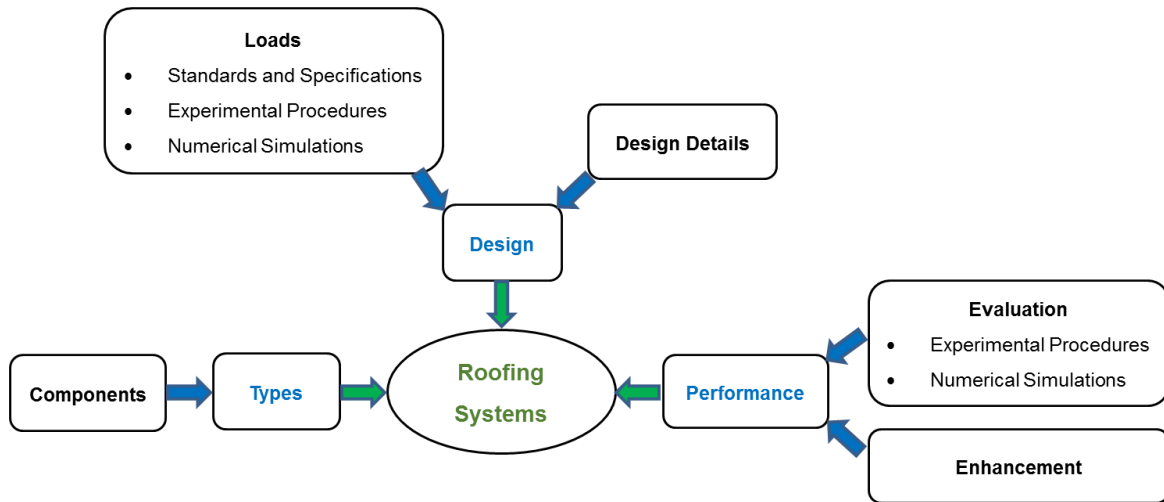 Loads
• Standards and Specifications
• Experimental Procedures
• Numerical Simulations
Design Details
Design
Evaluation
• Experimental Procedures
• Numerical Simulations
Components
Types
Roofing
Systems
Performance
Enhancement